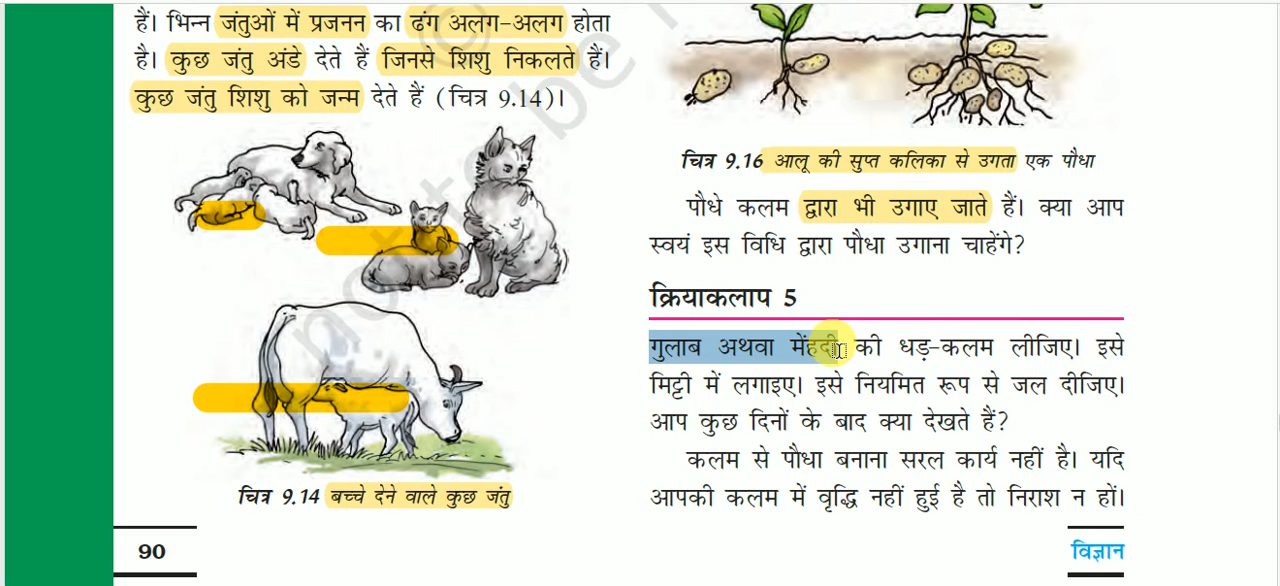 हैं। भिन्न जंतुओं में प्रजनन का ढंग अलग-अलग होता
है। कुछ जंतु अंडे देते हैं जिनसे शिशु निकलते हैं।
कुछ जंतु शिशु को जन्म देते हैं (चित्र 9.14)।
चित्र 9.14 बच्चे देने वाले कुछ जंतु
90
चित्र 9.16 आलू की सुप्त कलिका से उगता एक पौधा
पौधे कलम द्वारा भी उगाए जाते हैं। क्या आप
स्वयं इस विधि द्वारा पौधा उगाना चाहेंगे?
क्रियाकलाप 5
गुलाब अथवा मेंहदी की धड़-कलम लीजिए। इसे
मिट्टी में लगाइए। इसे नियमित रूप से जल दीजिए।
आप कुछ दिनों के बाद क्या देखते हैं?
कलम से पौधा बनाना सरल कार्य नहीं है। यदि
आपकी कलम में वृद्धि नहीं हुई है तो निराश न हों।
विज्ञान